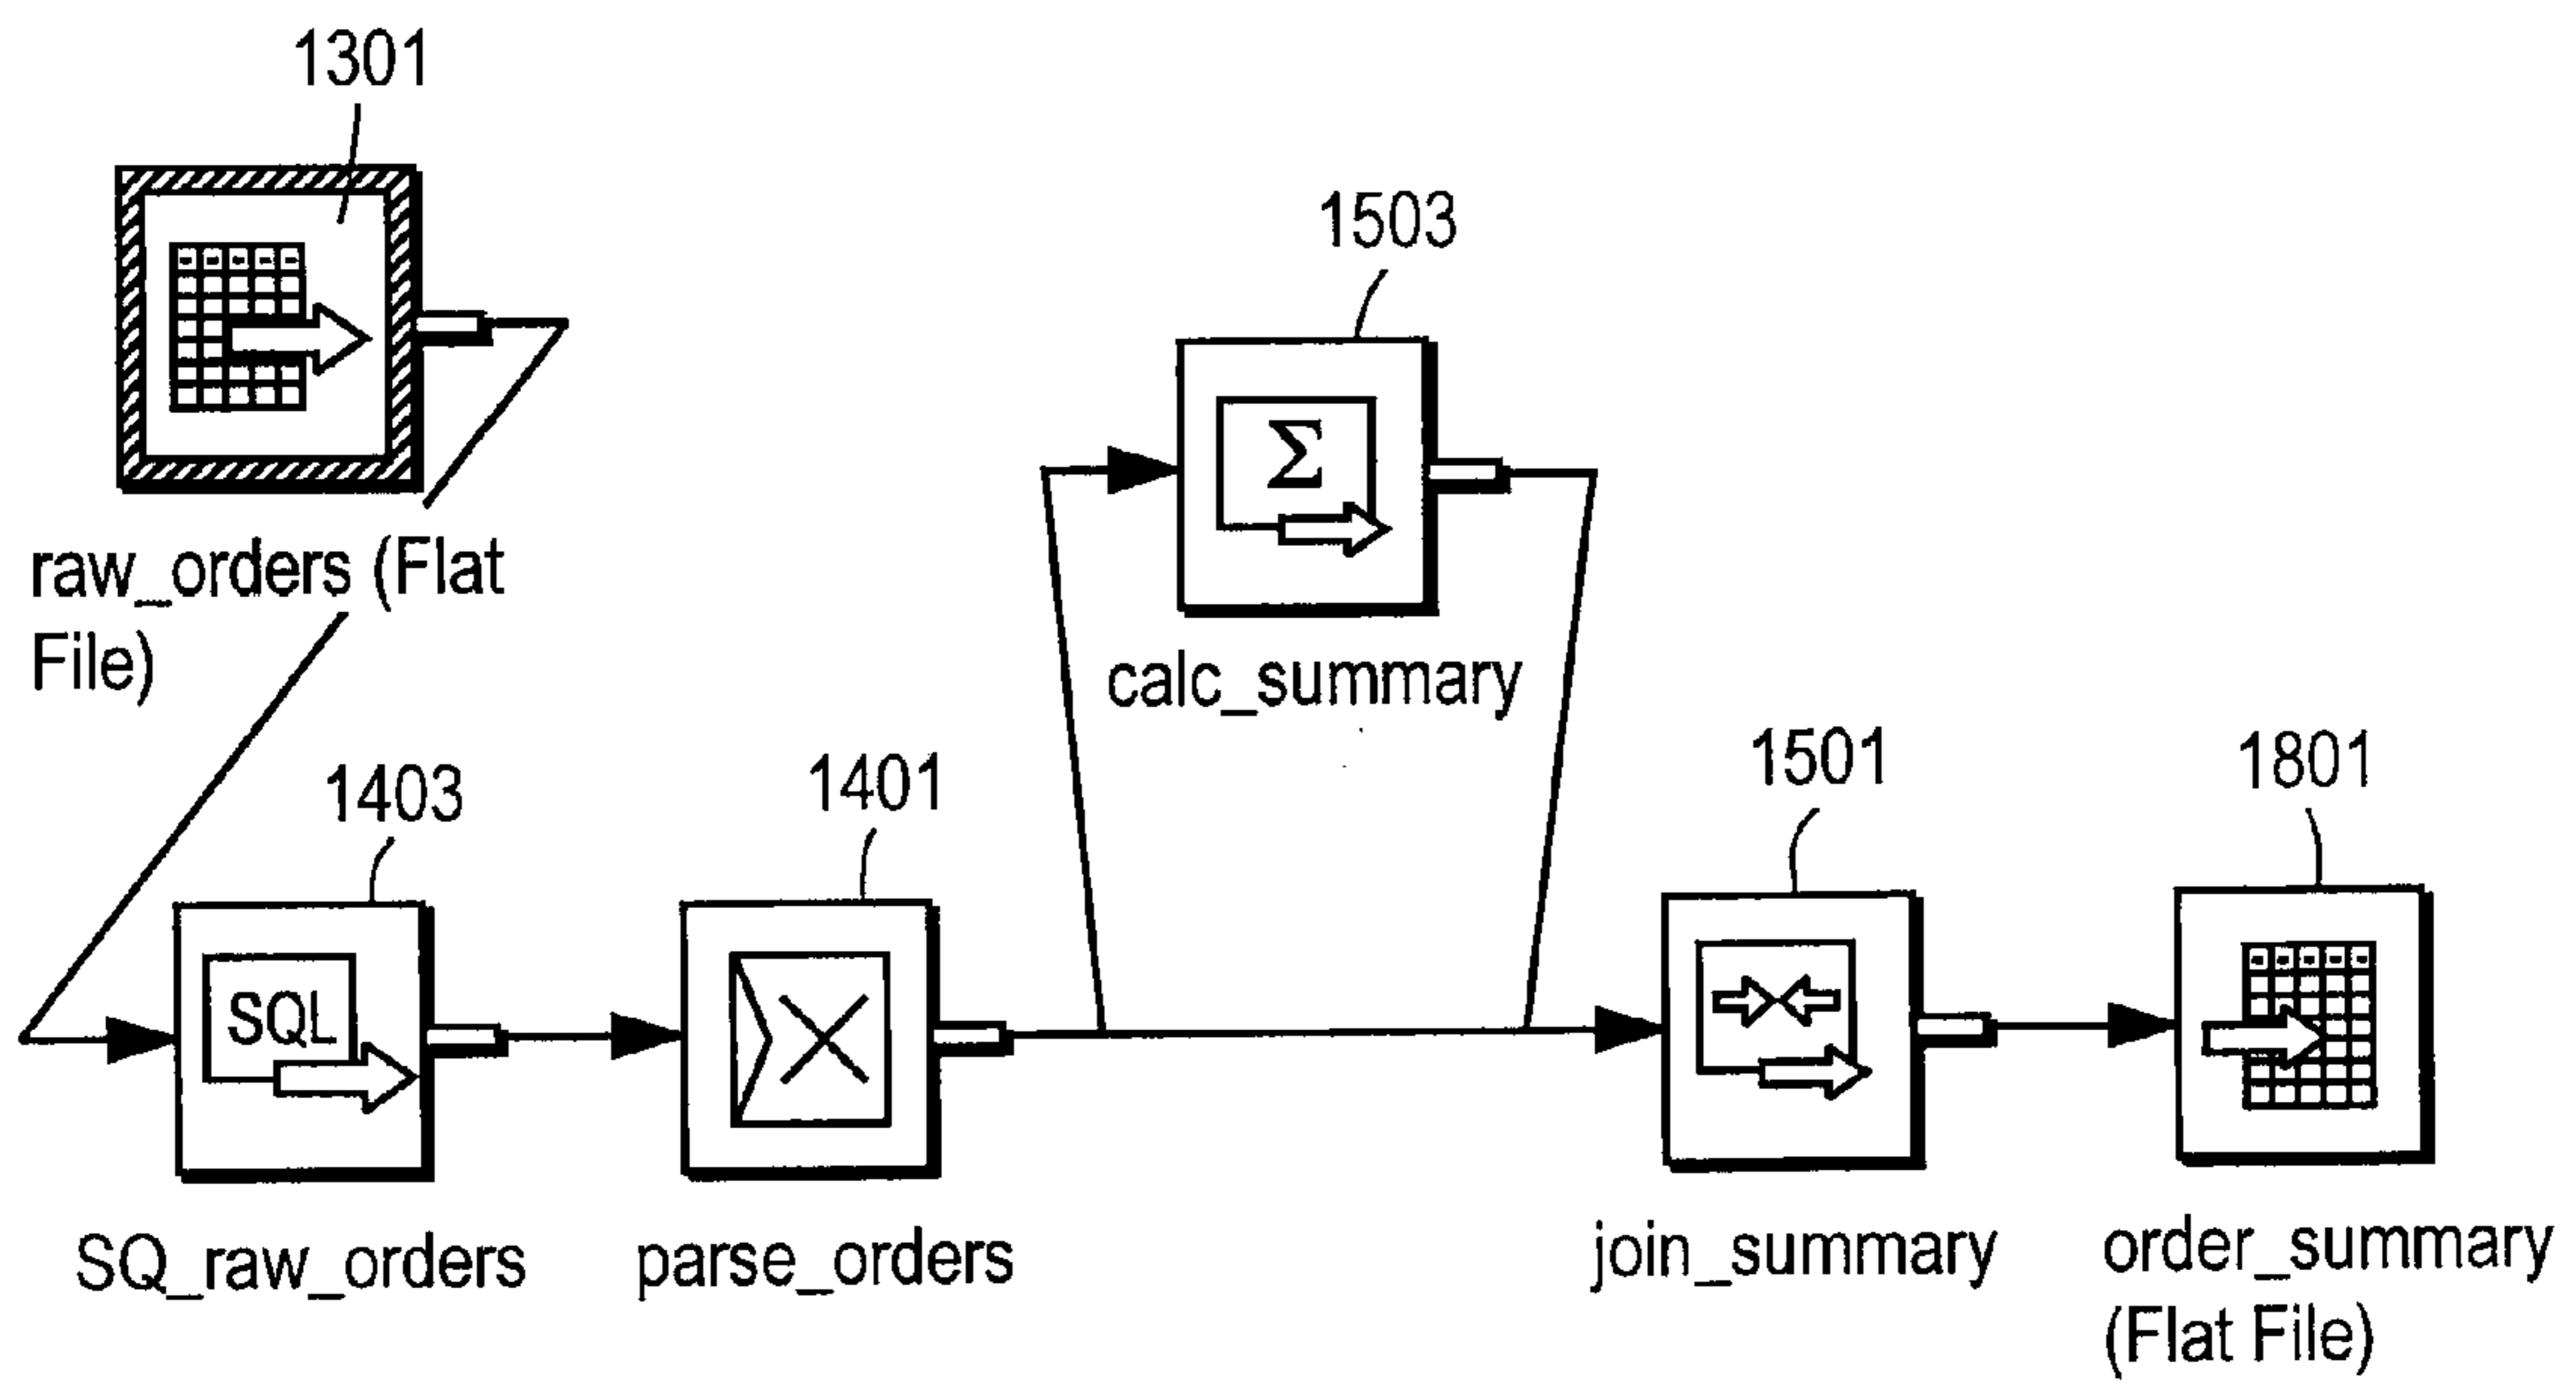 1301
raw_orders (Flat
File)
1503
Σ
calc_summary
1403
SQL
SQ_raw_orders
1401
parse_orders
1501
join_summary
1801
order_summary
(Flat File)